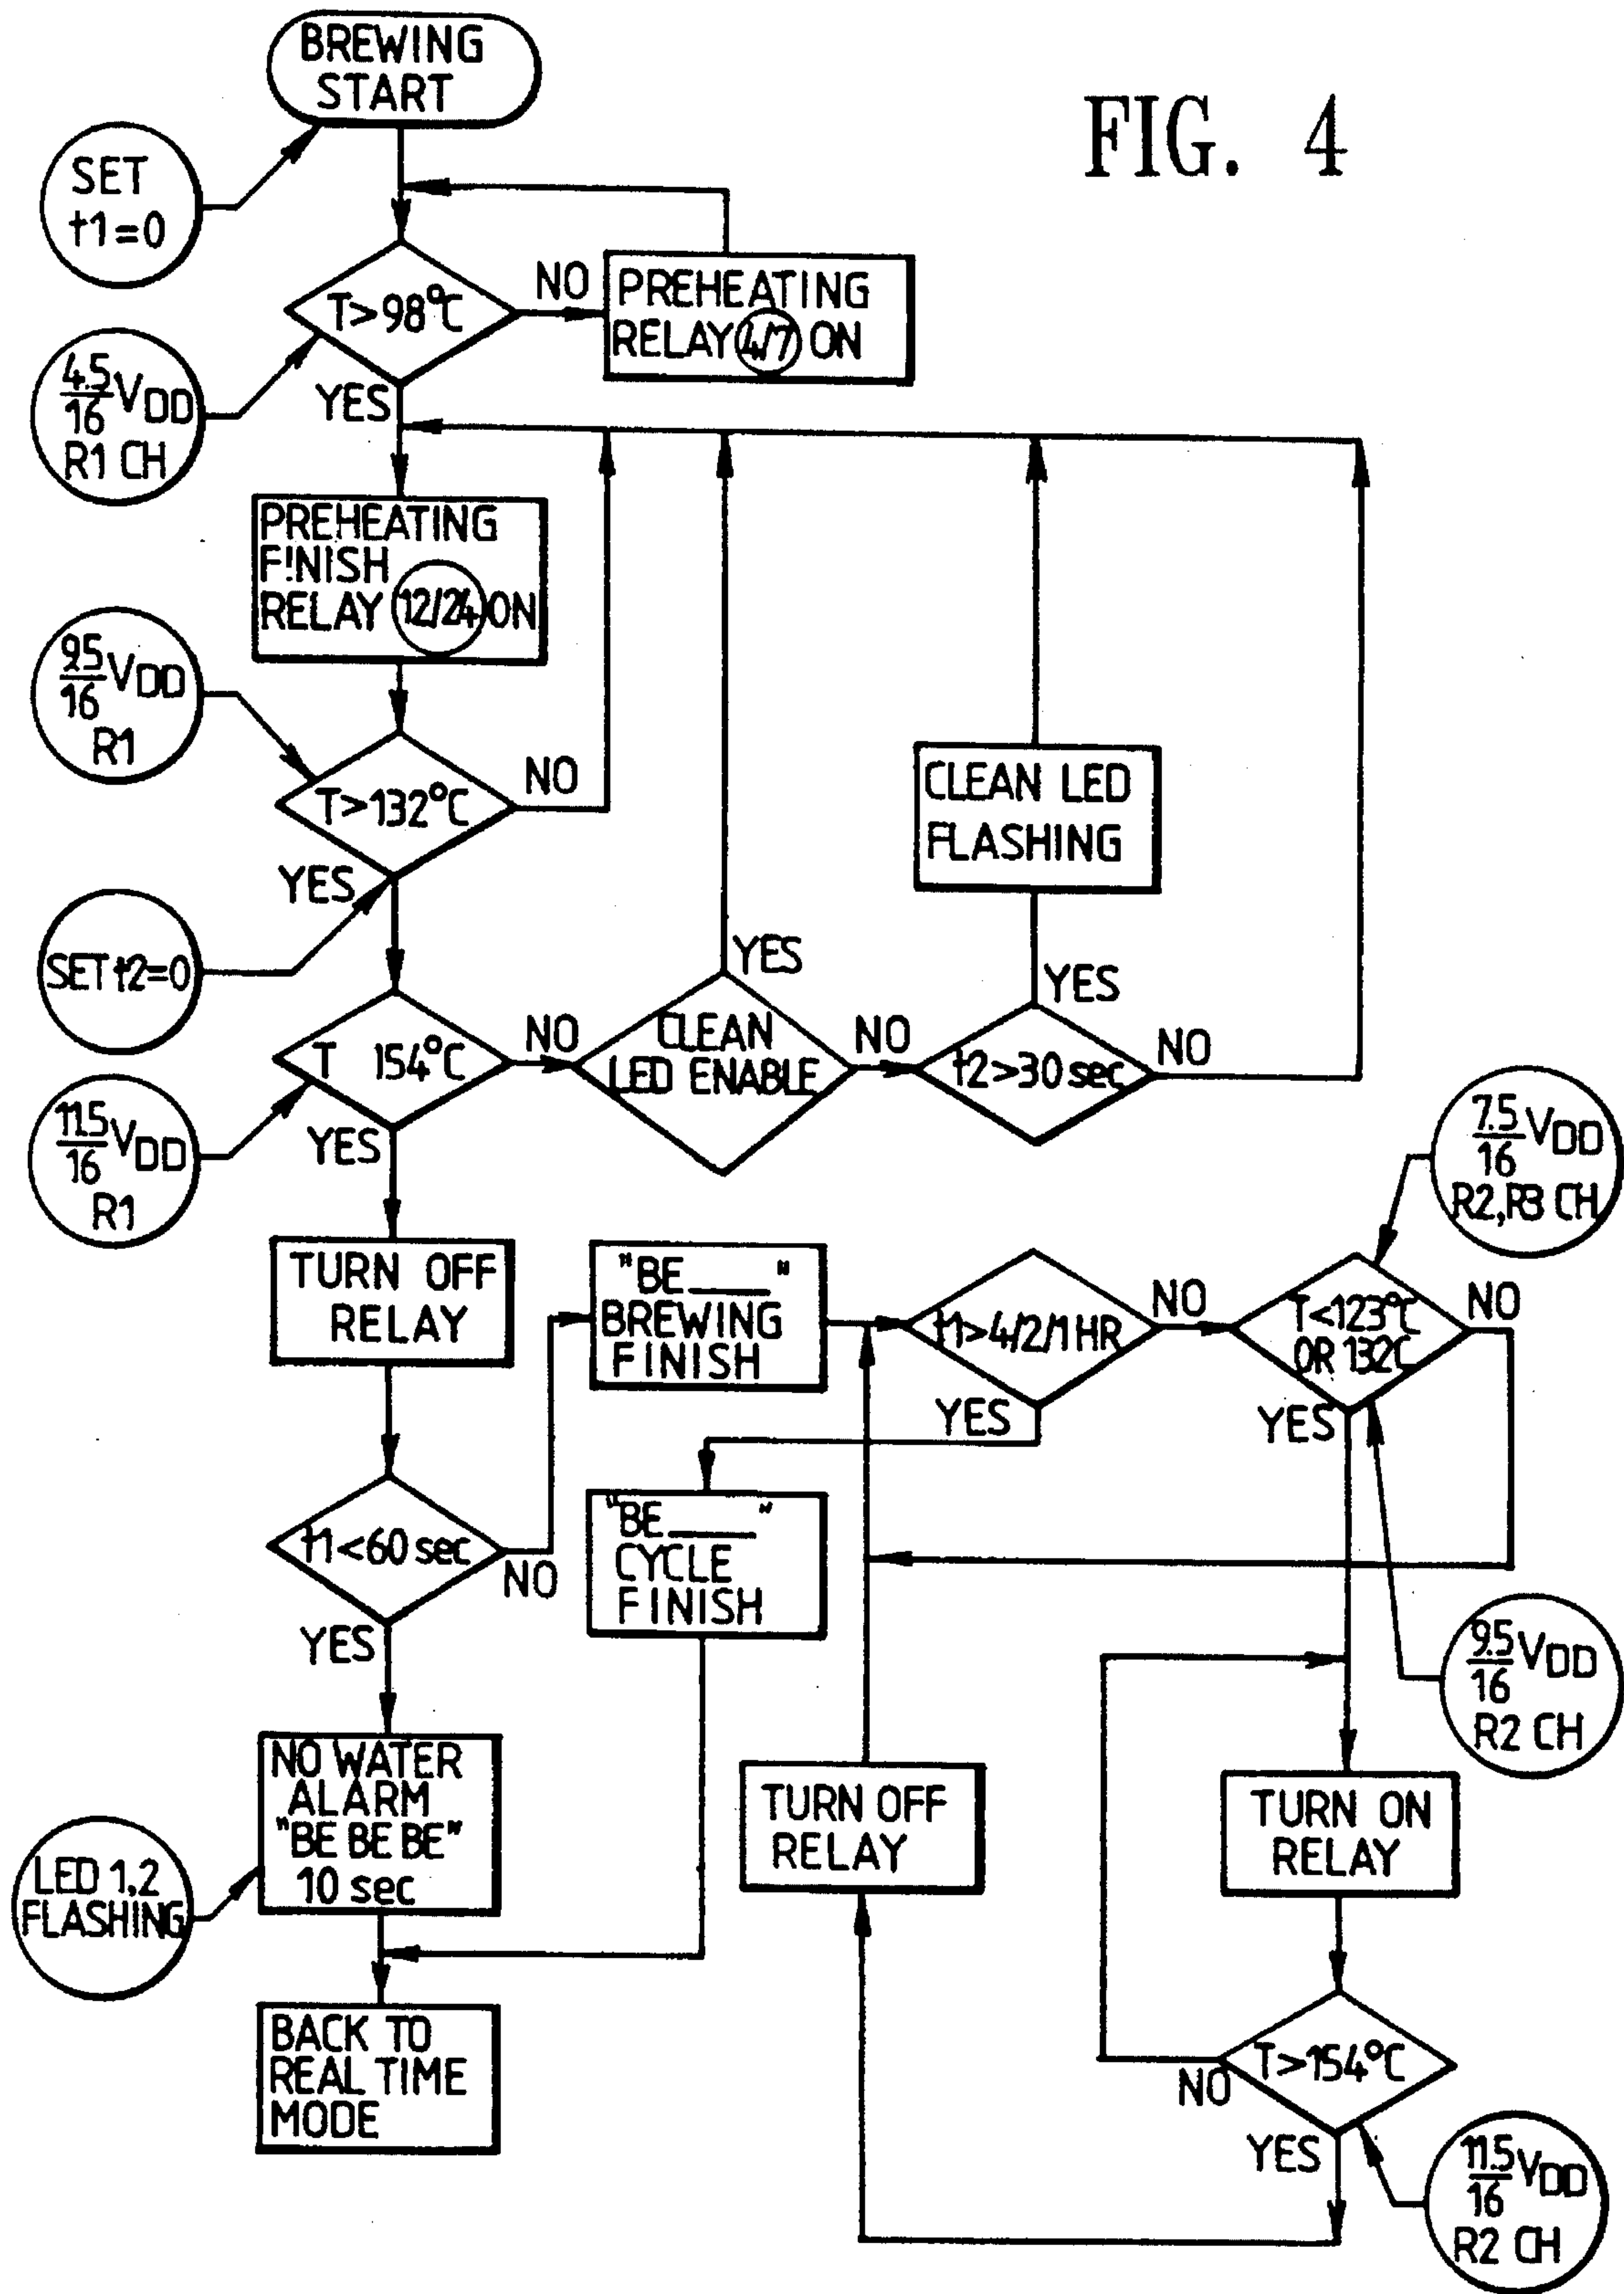 FIG. 4
BREWING
START
SET
t1=0
T>98°C
NO
PREHEATING
RELAY 4/7 ON
4.5
16 VDD
R1 CH
YES
PREHEATING
FINISH
RELAY 12/24 ON
9.5
16 VDD
R1
T>132°C
NO
YES
CLEAN LED
FLASHING
SET t2=0
YES
YES
T 154°C
NO
CLEAN
LED ENABLE
NO
t2>30 sec
NO
11.5
16 VDD
R1
YES
7.5
16 VDD
R2,R3 CH
TURN OFF
RELAY
"BE____"
BREWING
FINISH
t1>4/2/1 HR
NO
T<123°C
OR 132C
NO
YES
YES
t1<60 sec
NO
"BE____"
CYCLE
FINISH
YES
9.5
16 VDD
R2 CH
NO WATER
ALARM
"BE BE BE"
10 sec
LED 1,2
FLASHING
TURN OFF
RELAY
TURN ON
RELAY
BACK TO
REAL TIME
MODE
T>154°C
NO
YES
11.5
16 VDD
R2 CH